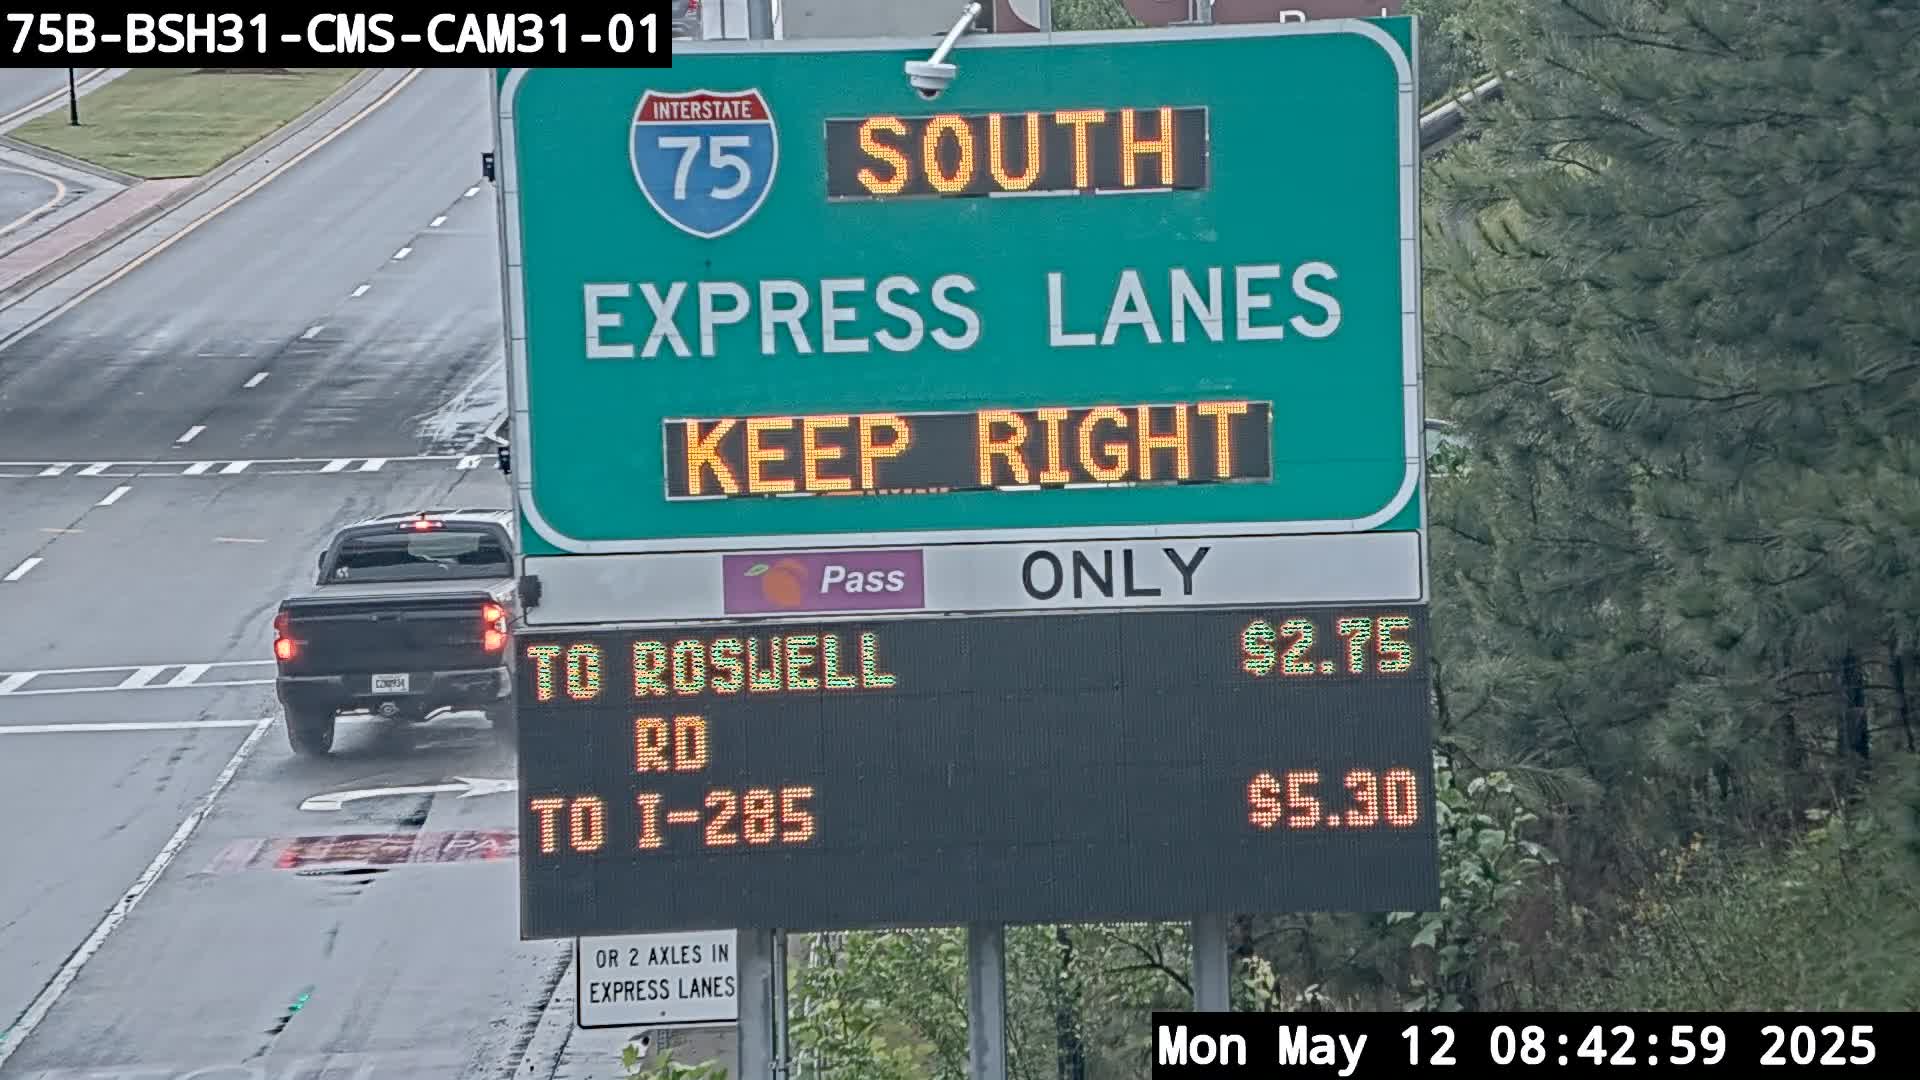 75B-BSH31-CMS-CAM31-01
INTERSTATE
75
SOUTH
EXPRESS LANES
KEEP RIGHT
Pass ONLY
TO ROSWELL $2.75
RD
TO I-285 $5.30
OR 2 AXLES IN
EXPRESS LANES
Mon May 12 08:42:59 2025